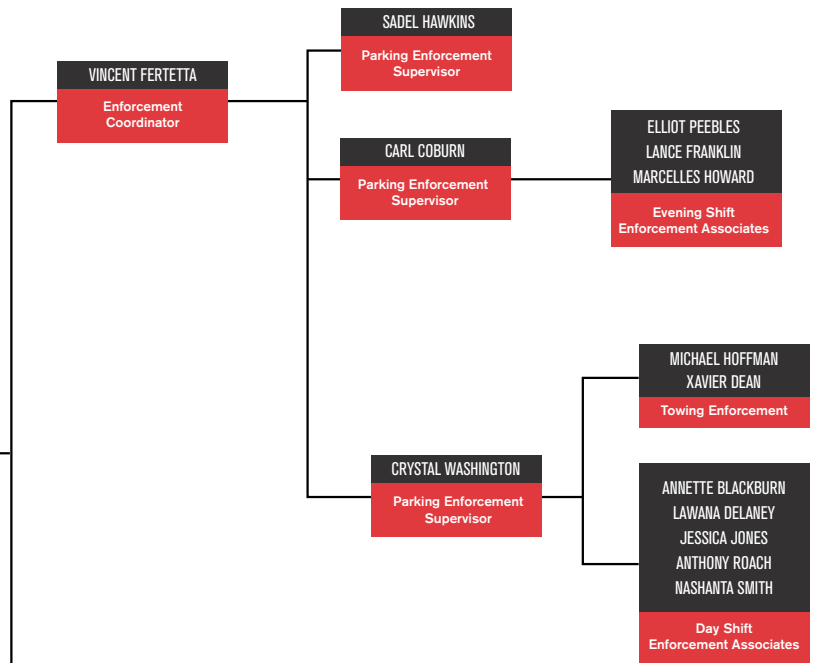 SADEL HAWKINS
Parking Enforcement
Supervisor
VINCENT FERTETTA
Enforcement
Coordinator
CARL COBURN
Parking Enforcement
Supervisor
ELLIOT PEEBLES
LANCE FRANKLIN
MARCELLES HOWARD
Evening Shift
Enforcement Associates
MICHAEL HOFFMAN
XAVIER DEAN
Towing Enforcement
CRYSTAL WASHINGTON
Parking Enforcement
Supervisor
ANNETTE BLACKBURN
LAWANA DELANEY
JESSICA JONES
ANTHONY ROACH
NASHANTA SMITH
Day Shift
Enforcement Associates